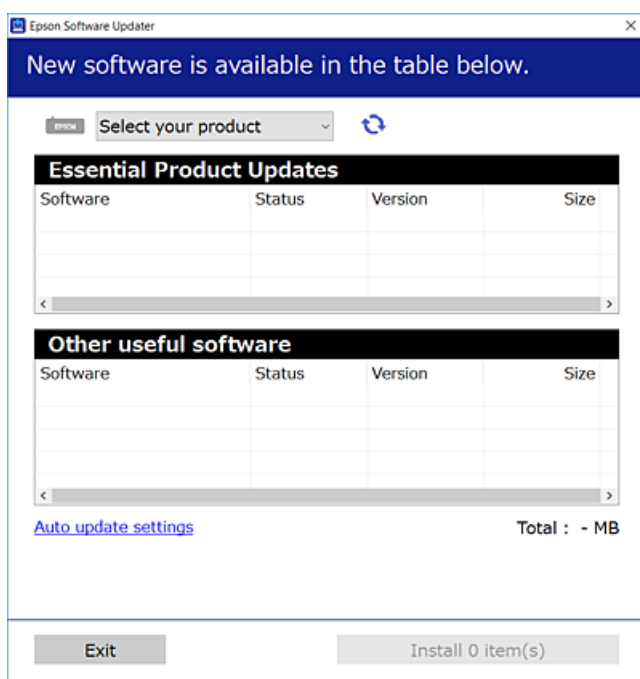 Epson Software Updater
New software is available in the table below.
EPSON Select your product
Essential Product Updates
Software Status Version Size
Other useful software
Software Status Version Size
Auto update settings Total : - MB
Exit Install 0 item(s)